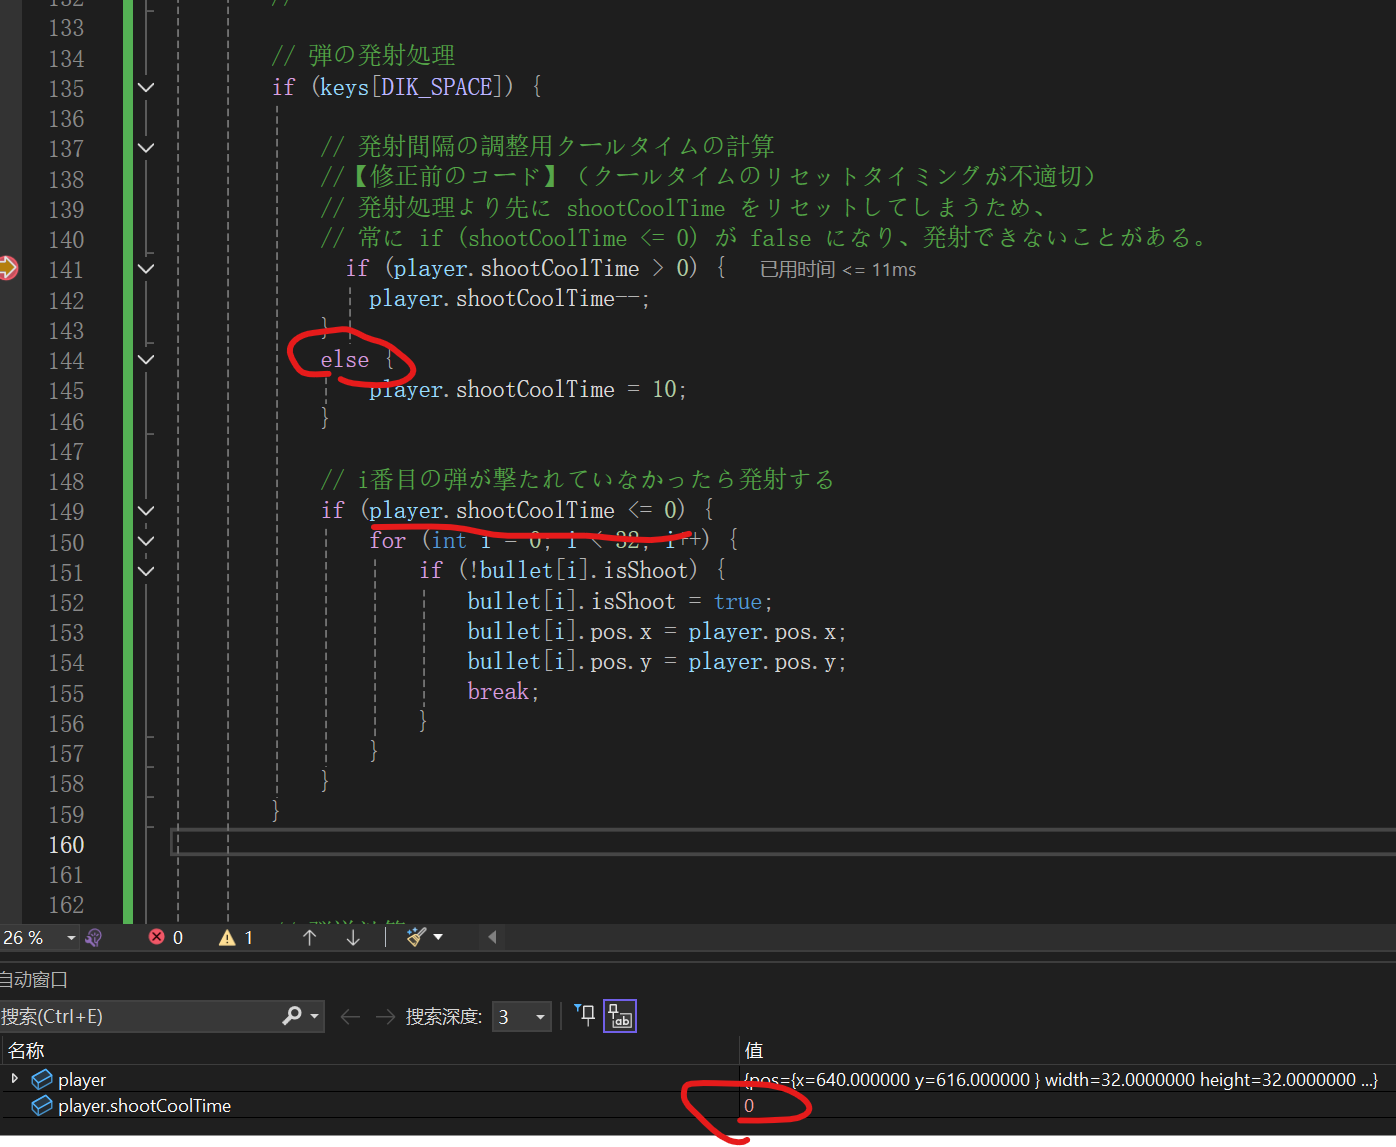 132 //
133
134 // 弾の発射処理
135 if (keys[DIK_SPACE]) {
136
137 // 発射間隔の調整用クールタイムの計算
138 //【修正前のコード】（クールタイムのリセットタイミングが不適切）
139 // 発射処理より先に shootCoolTime をリセットしてしまうため、
140 // 常に if (shootCoolTime <= 0) が false になり、発射できないことがある。
141 if (player.shootCoolTime > 0) { 已用时间 <= 11ms
142 player.shootCoolTime--;
143 }
144 else {
145 player.shootCoolTime = 10;
146 }
147
148 // i番目の弾が撃たれていなかったら発射する
149 if (player.shootCoolTime <= 0) {
150 for (int i = 0; i < 32; i++) {
151 if (!bullet[i].isShoot) {
152 bullet[i].isShoot = true;
153 bullet[i].pos.x = player.pos.x;
154 bullet[i].pos.y = player.pos.y;
155 break;
156 }
157 }
158 }
159 }
160
161
162
26 % 0 1
自动窗口
搜索(Ctrl+E) 搜索深度: 3
名称 值
player {pos={x=640.000000 y=616.000000 } width=32.0000000 height=32.0000000 ...}
player.shootCoolTime 0